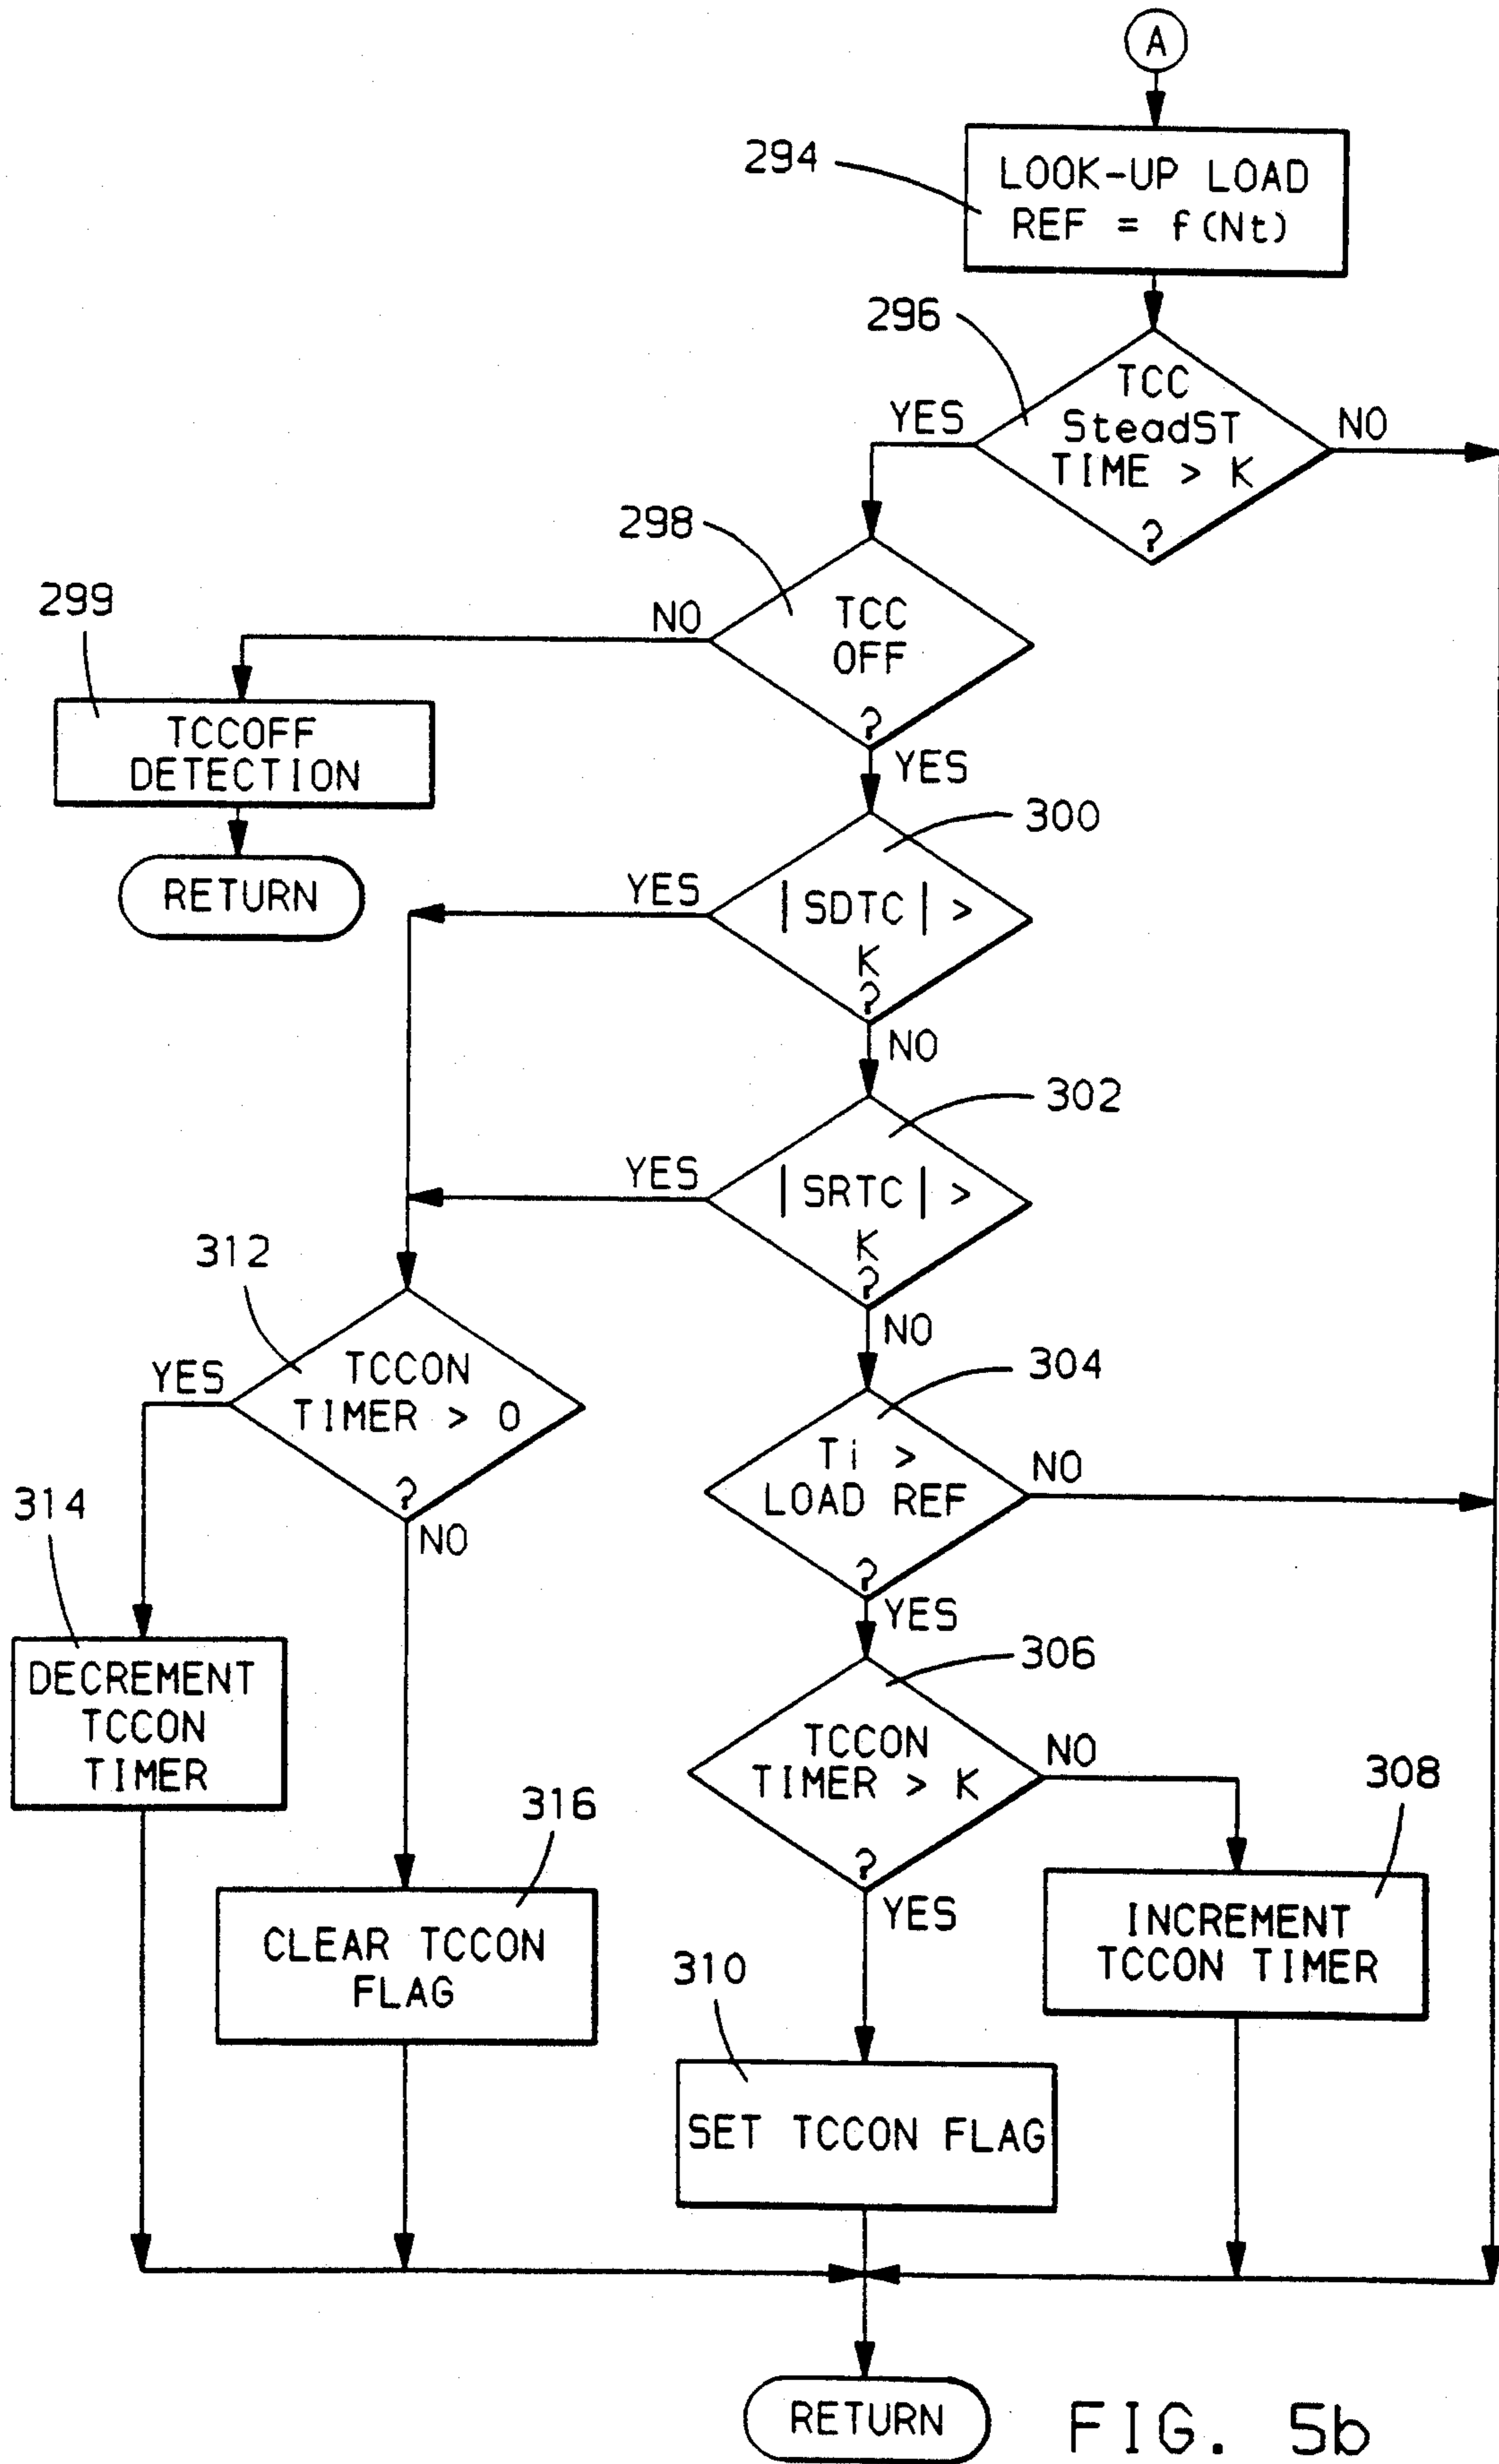 A
294
LOOK-UP LOAD
REF = f(Nt)
296
TCC
SteadST
TIME > K
?
YES
NO
298
TCC
OFF
?
NO
YES
299
TCCOFF
DETECTION
RETURN
300
|SDTC| >
K
?
YES
NO
302
|SRTC| >
K
?
YES
NO
312
TCCON
TIMER > 0
?
YES
NO
304
Ti >
LOAD REF
?
NO
YES
314
DECREMENT
TCCON
TIMER
306
TCCON
TIMER > K
?
NO
YES
308
INCREMENT
TCCON TIMER
316
CLEAR TCCON
FLAG
310
SET TCCON FLAG
RETURN
FIG. 5b